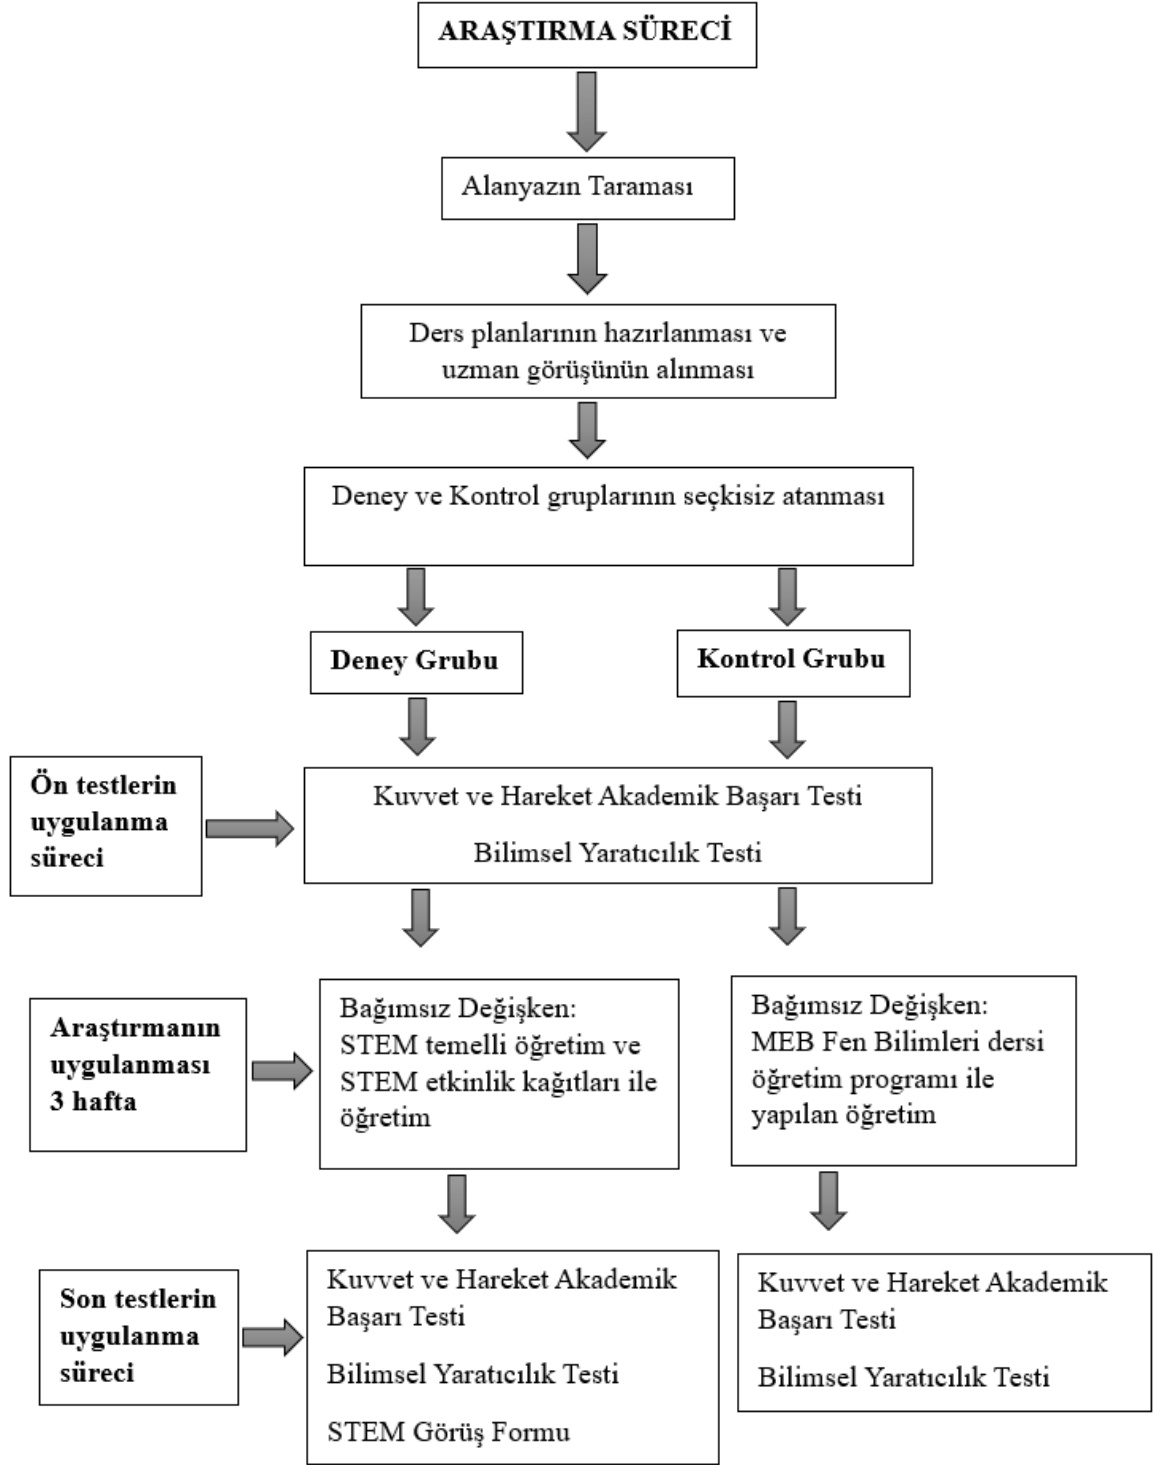 ARAŞTIRMA SÜRECİ
Alanyazın Taraması
Ders planlarının hazırlanması ve
uzman görüşünün alınması
Deney ve Kontrol gruplarının seçkisiz atanması
Deney Grubu
Kontrol Grubu
Ön testlerin
uygulanma
süreci
Kuvvet ve Hareket Akademik Başarı Testi
Bilimsel Yaratıcılık Testi
Araştırmanın
uygulanması
3 hafta
Bağımsız Değişken:
STEM temelli öğretim ve
STEM etkinlik kağıtları ile
öğretim
Bağımsız Değişken:
MEB Fen Bilimleri dersi
öğretim programı ile
yapılan öğretim
Son testlerin
uygulanma
süreci
Kuvvet ve Hareket Akademik
Başarı Testi
Bilimsel Yaratıcılık Testi
STEM Görüş Formu
Kuvvet ve Hareket Akademik
Başarı Testi
Bilimsel Yaratıcılık Testi